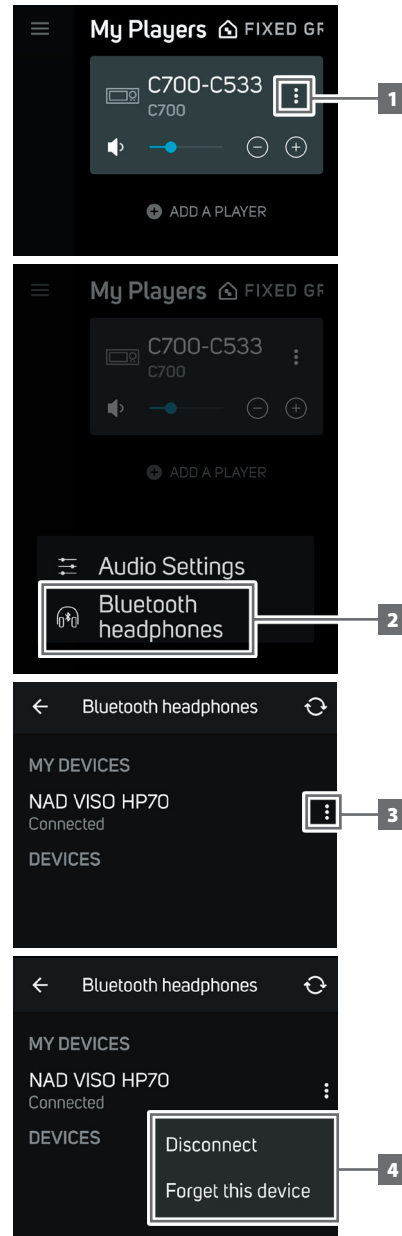 My Players FIXED GR
C700-C533
C700
1
ADD A PLAYER
My Players FIXED GR
C700-C533
C700
ADD A PLAYER
Audio Settings
Bluetooth
headphones
2
Bluetooth headphones
MY DEVICES
NAD VISO HP70
Connected
3
DEVICES
Bluetooth headphones
MY DEVICES
NAD VISO HP70
Connected
DEVICES
Disconnect
Forget this device
4